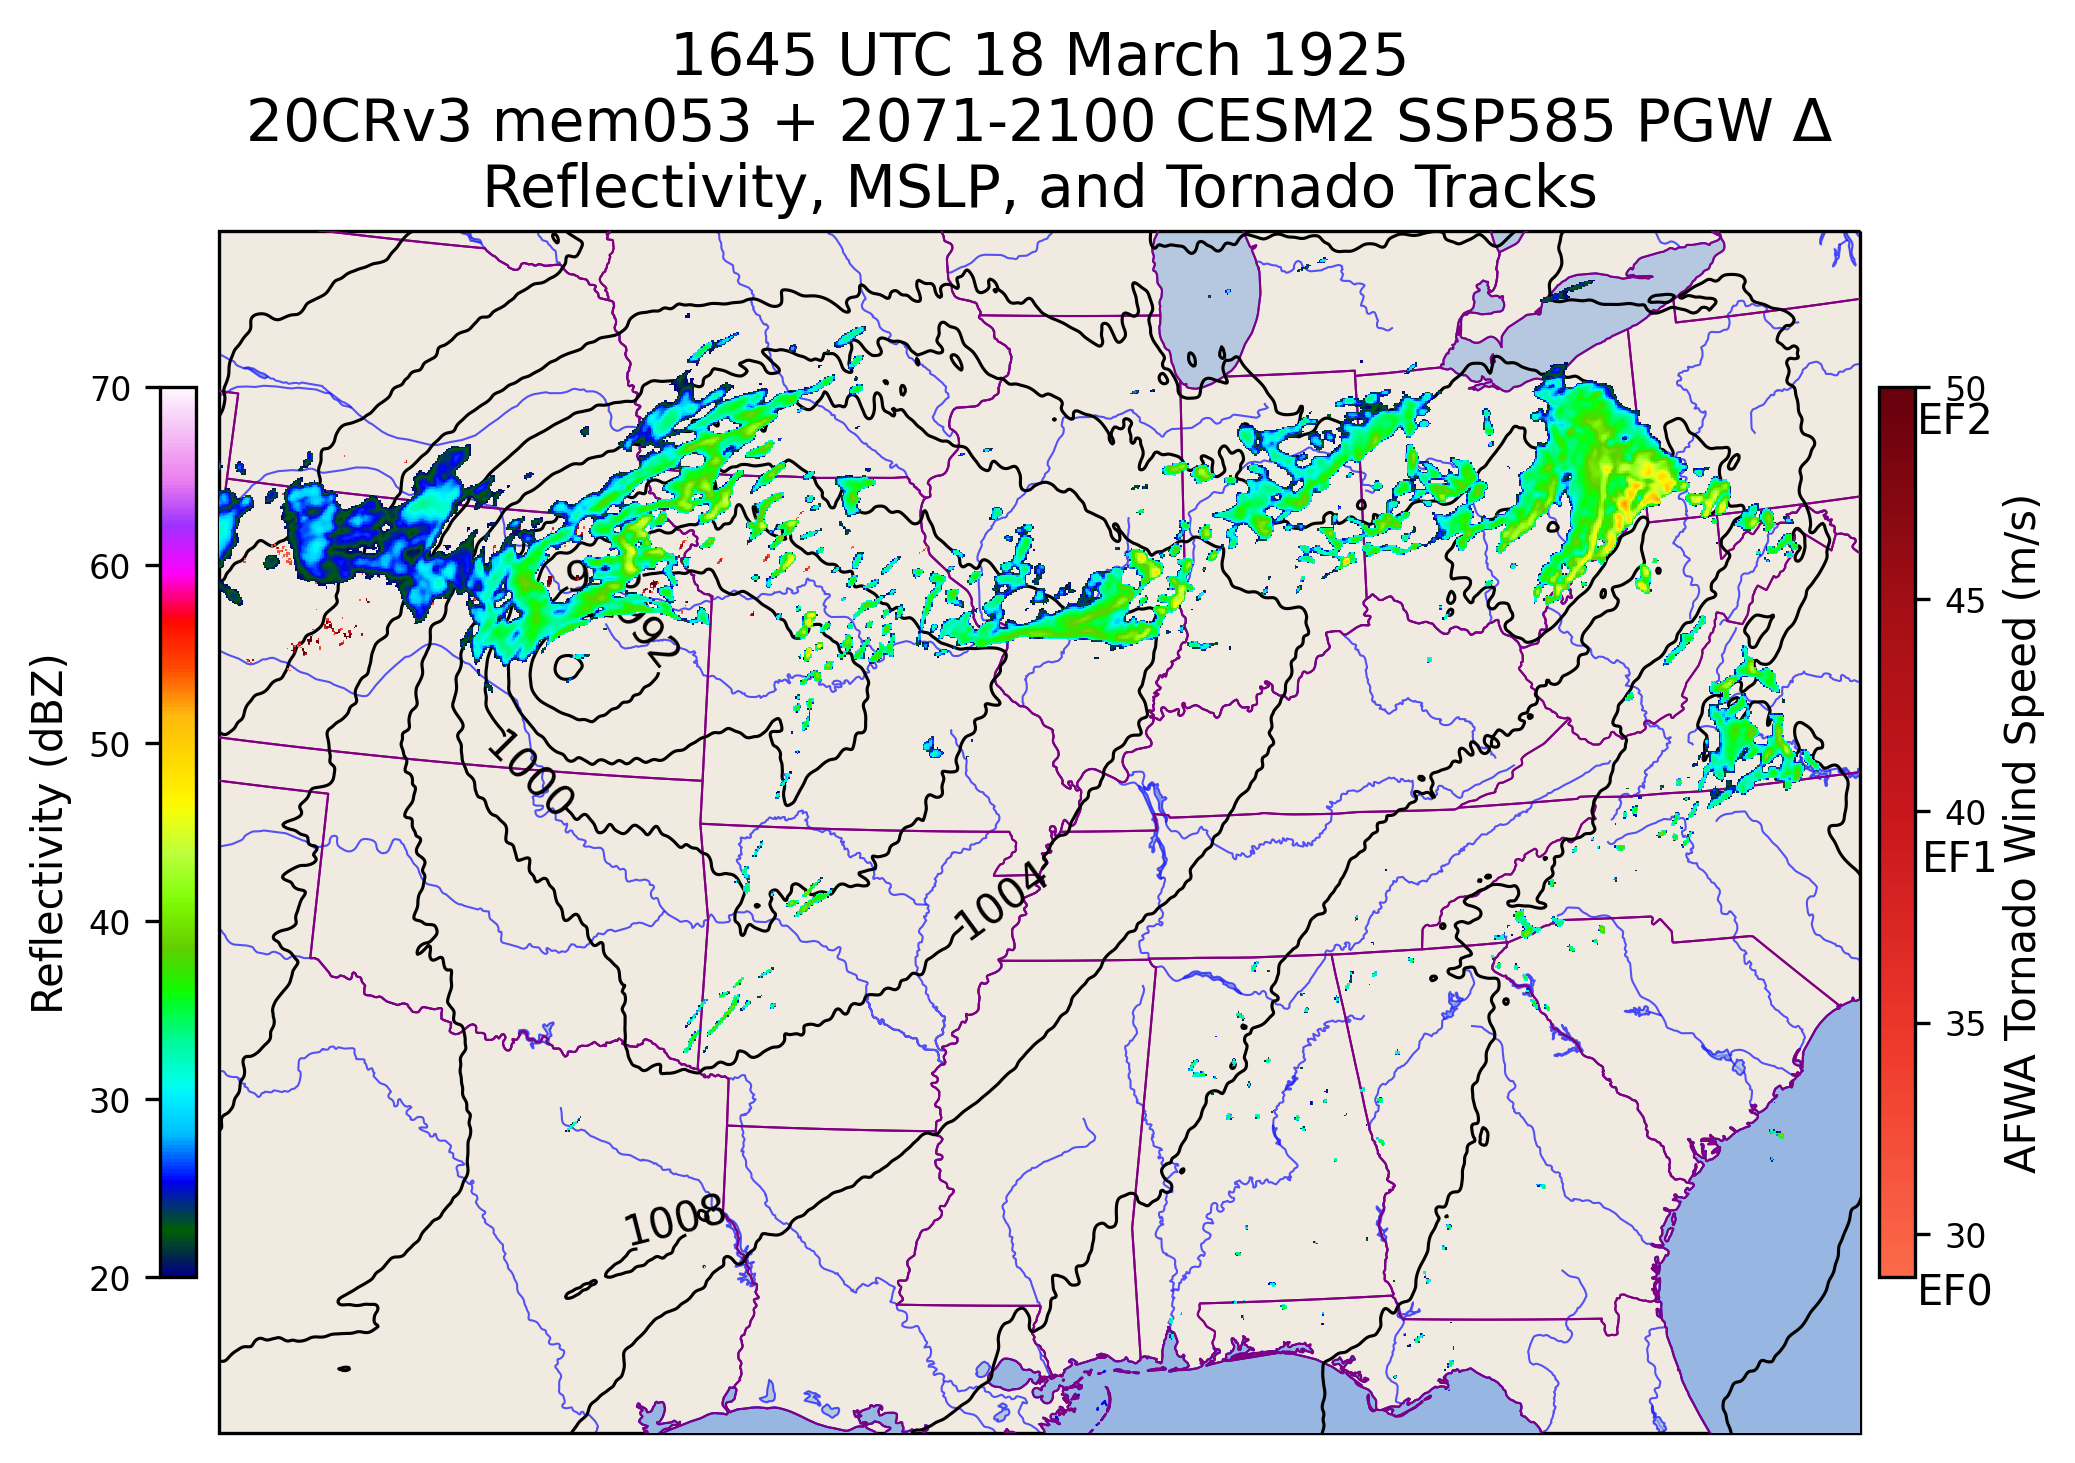 1645 UTC 18 March 1925
20CRv3 mem053 + 2071-2100 CESM2 SSP585 PGW Δ
Reflectivity, MSLP, and Tornado Tracks
70
60
50
40
30
20
Reflectivity (dBZ)
992
1000
1004
1008
50
EF2
45
40
EF1
35
30
EF0
AFWA Tornado Wind Speed (m/s)